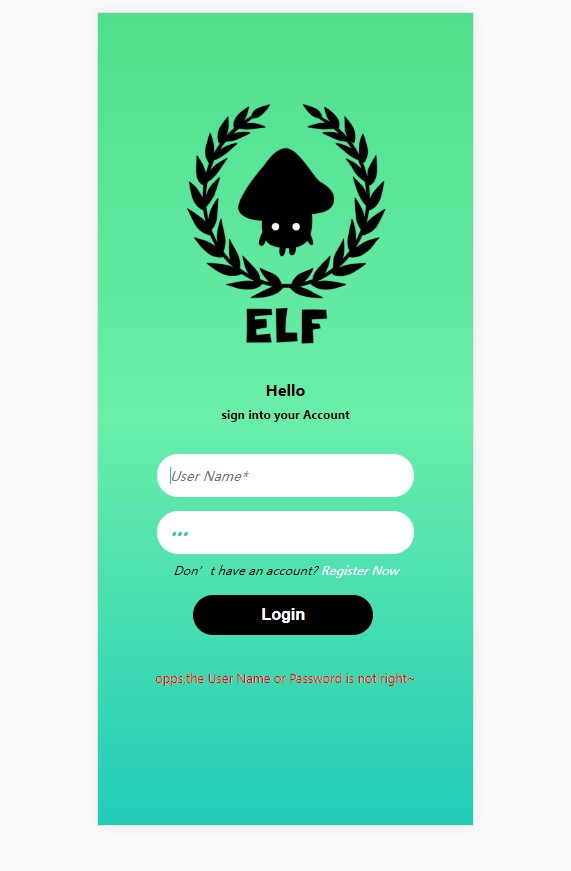 ELF
Hello
sign into your Account
User Name*
Don’t have an account? Register Now
Login
opps,the User Name or Password is not right~